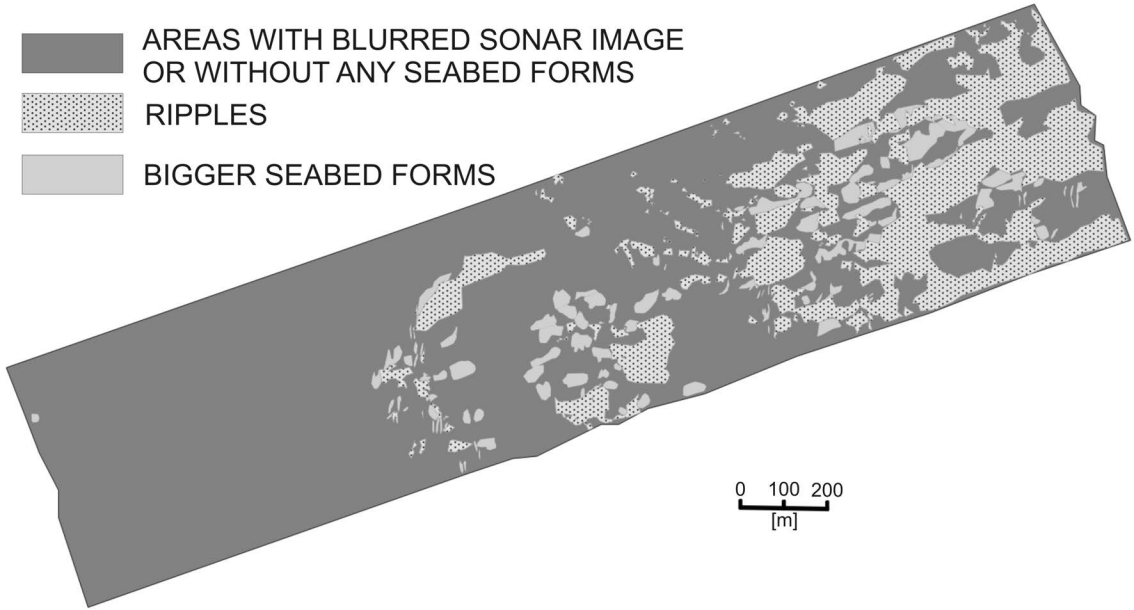 AREAS WITH BLURRED SONAR IMAGE
OR WITHOUT ANY SEABED FORMS
RIPPLES
BIGGER SEABED FORMS
0 100 200
[m]